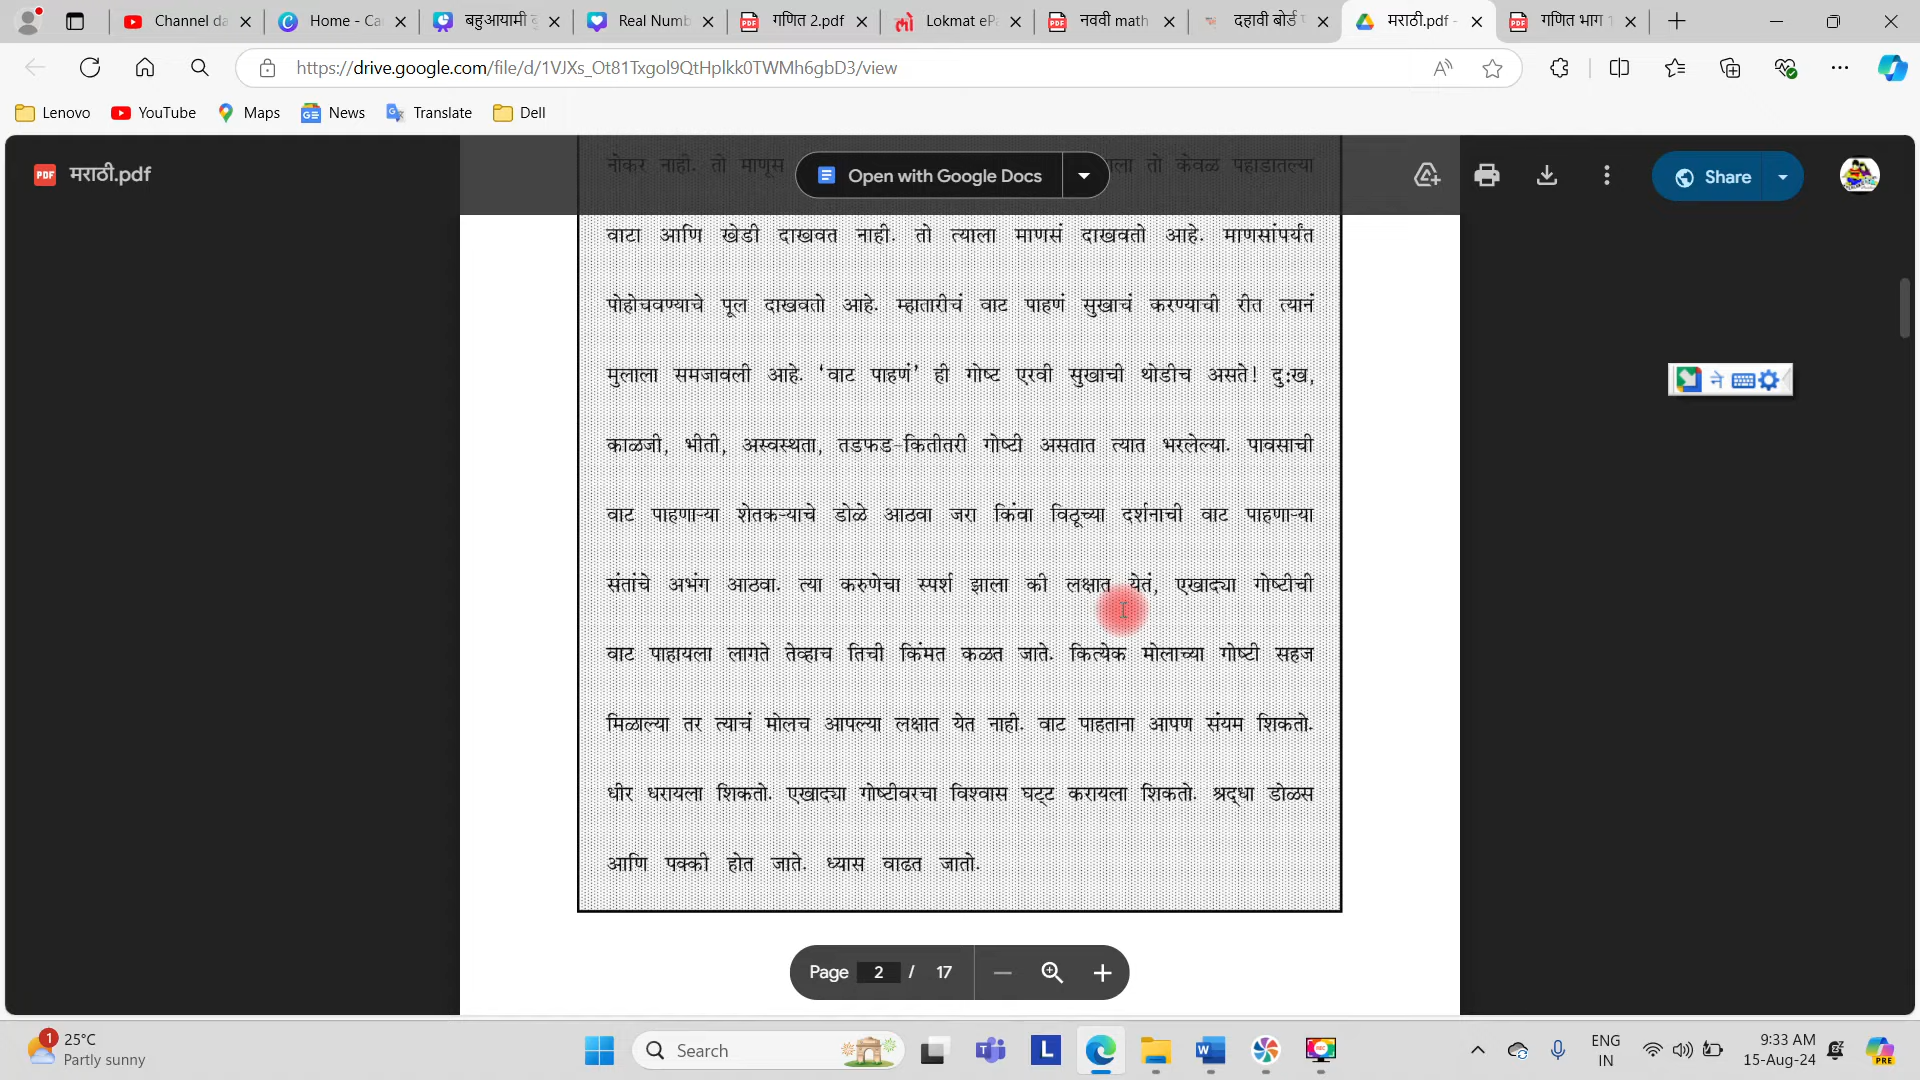 Channel da
Home - Ca
बहुआयामी
Real Numb
गणित 2.pdf
Lokmat eP
नववी math
दहावी बोर्ड
मराठी.pdf -
गणित भाग
https://drive.google.com/file/d/1VJXs_Ot81Txgol9QtHplkk0TWMh6gbD3/view
Lenovo YouTube Maps News Translate Dell
मराठी.pdf
Open with Google Docs
Share
नोकर नाही. तो माणूस ला तो केवळ पहाडातल्या
वाटा आणि खेडी दाखवत नाही. तो त्याला माणसं दाखवतो आहे. माणसांपर्यंत
पोहोचवण्याचे पूल दाखवतो आहे. म्हातारीचं वाट पाहणं सुखाचं करण्याची रीत त्यानं
मुलाला समजावली आहे. ‘वाट पाहणं’ ही गोष्ट एरवी सुखाची थोडीच असते! दुःख,
काळजी, भीती, अस्वस्थता, तडफड-कितीतरी गोष्टी असतात त्यात भरलेल्या. पावसाची
वाट पाहणाऱ्या शेतकऱ्याचे डोळे आठवा जरा किंवा विठूच्या दर्शनाची वाट पाहणाऱ्या
संतांचे अभंग आठवा. त्या करुणेचा स्पर्श झाला की लक्षात येतं, एखाद्या गोष्टीची
वाट पाहायला लागते तेव्हाच तिची किंमत कळत जाते. कित्येक मोलाच्या गोष्टी सहज
मिळाल्या तर त्याचं मोलच आपल्या लक्षात येत नाही. वाट पाहताना आपण संयम शिकतो.
धीर धरायला शिकतो. एखाद्या गोष्टीवरचा विश्वास घट्ट करायला शिकतो. श्रद्धा डोळस
आणि पक्की होत जाते. ध्यास वाढत जातो.
ने
Page 2 / 17
1
25°C
Partly sunny
Search
ENG
IN
9:33 AM
15-Aug-24
PRE